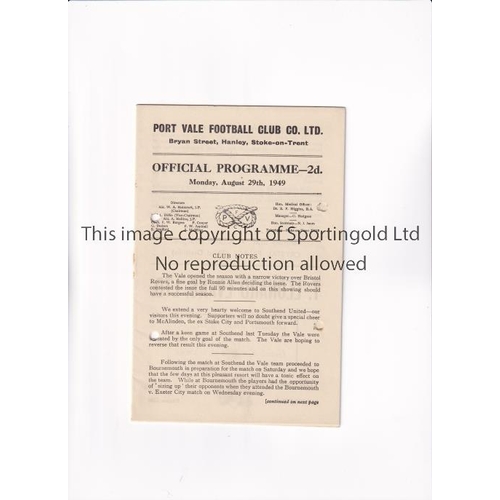 PORT VALE FOOTBALL CLUB CO. LTD.
Bryan Street, Hanley, Stoke-on-Trent
OFFICIAL PROGRAMME—2d.
Monday, August 29th, 1949
This image copyright of Sportingold Ltd
No reproduction allowed
CLUB NOTES
The Vale opened the season with a narrow victory over Bristol
Rovers, a fine goal by Ronnie Allen deciding the issue. The Rovers
contested the issue the full 90 minutes and on this showing should
have a successful season.
We extend a very hearty welcome to Southend United—our
visitors this evening. Supporters will no doubt give a special cheer
to McAlinden, the ex Stoke City and Portsmouth forward.
After a keen game at Southend last Tuesday the Vale were
by the only goal of the match. The Vale are hoping to
reverse that result this evening.
Following the match at Southend the Vale team proceeded to
Bournemouth in preparation for the match on Saturday and we hope
that the few days at this pleasant resort will have a tonic effect on
the team. While at Bournemouth the players had the opportunity
of "sizing up" their opponents when they attended the Bournemouth
v. Exeter City match on Wednesday evening.
(continued on next page